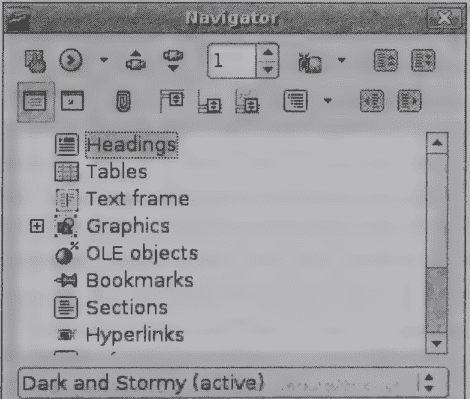 Navigator
1
Headings
Tables
Text frame
Graphics
OLE objects
Bookmarks
Sections
Hyperlinks
Dark and Stormy (active)